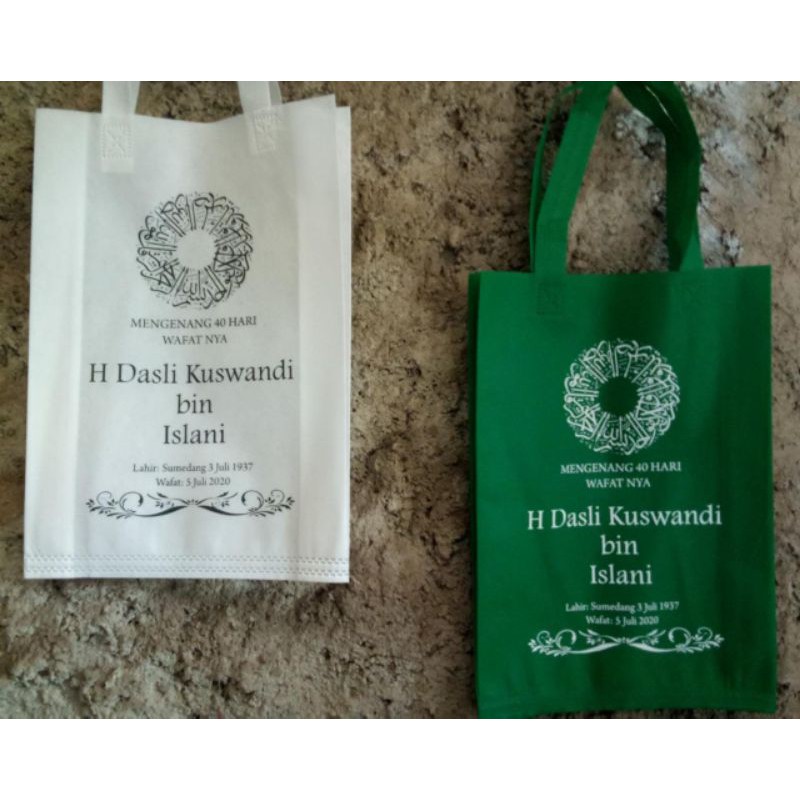 MENGENANG 40 HARI
WAFAT NYA
H Dasli Kuswandi
bin
Islani
Lahir: Sumedang 3 Juli 1937
Wafat: 5 Juli 2020
MENGENANG 40 HARI
WAFAT NYA
H Dasli Kuswandi
bin
Islani
Lahir: Sumedang 3 Juli 1937
Wafat: 5 Juli 2020